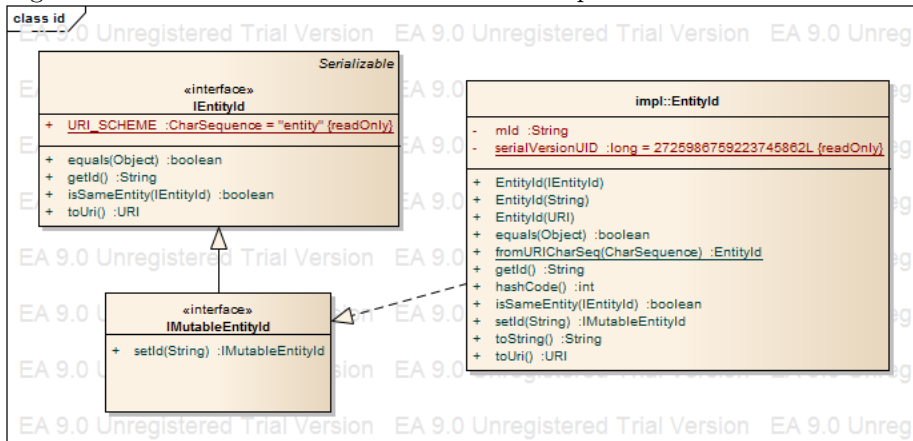 class id
EA 9.0 Unregistered Trial Version EA 9.0 Unregistered Trial Version EA 9.0 Unreg
Serializable
«interface»
IEntityId
+ URI_SCHEME :CharSequence = "entity" {readOnly}
+ equals(Object) :boolean
+ getId() :String
+ isSameEntity(IEntityId) :boolean
+ toUri() :URI
impl::EntityId
- mId :String
- serialVersionUID :long = 2725986759223745862L {readOnly}
+ EntityId(IEntityId)
+ EntityId(String)
+ EntityId(URI)
+ equals(Object) :boolean
+ fromURICharSeq(CharSequence) :EntityId
+ getId() :String
+ hashCode() :int
+ isSameEntity(IEntityId) :boolean
+ setId(String) :IMutableEntityId
+ toString() :String
+ toUri() :URI
EA 9.0 Unregistered Trial Version EA 9.0
«interface»
IMutableEntityId
+ setId(String) :IMutableEntityId
EA 9.0 Unregistered Trial Version EA 9.0 Unregistered Trial Version EA 9.0 Unreg